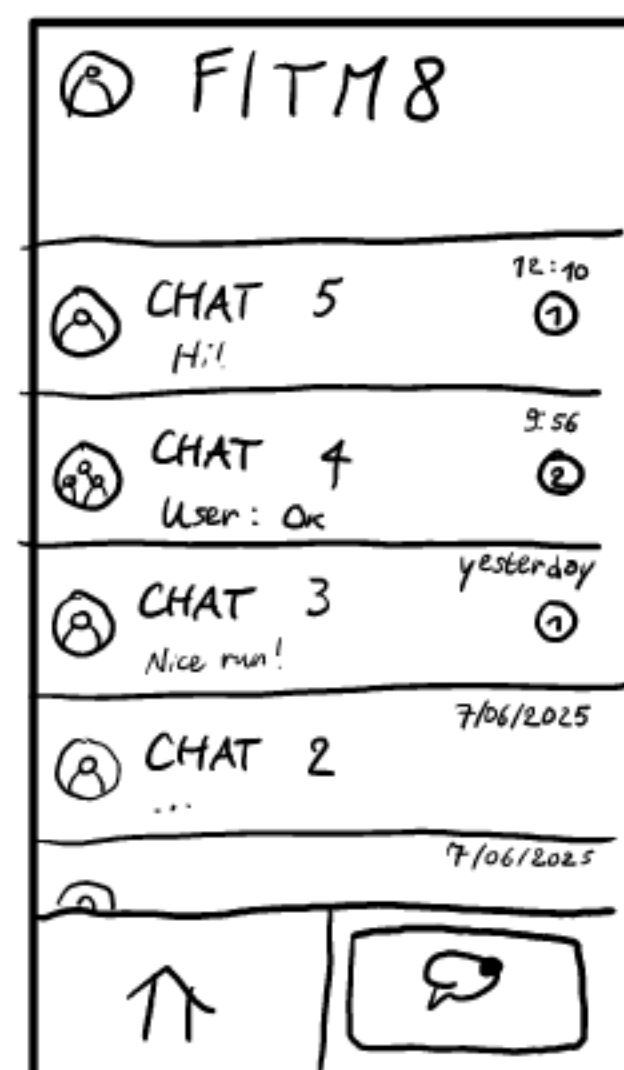 FITM8
12:10
CHAT 5
1
Hi!
9:56
CHAT 4
2
User: Ok
yesterday
CHAT 3
1
Nice run!
7/06/2025
CHAT 2
...
7/06/2025